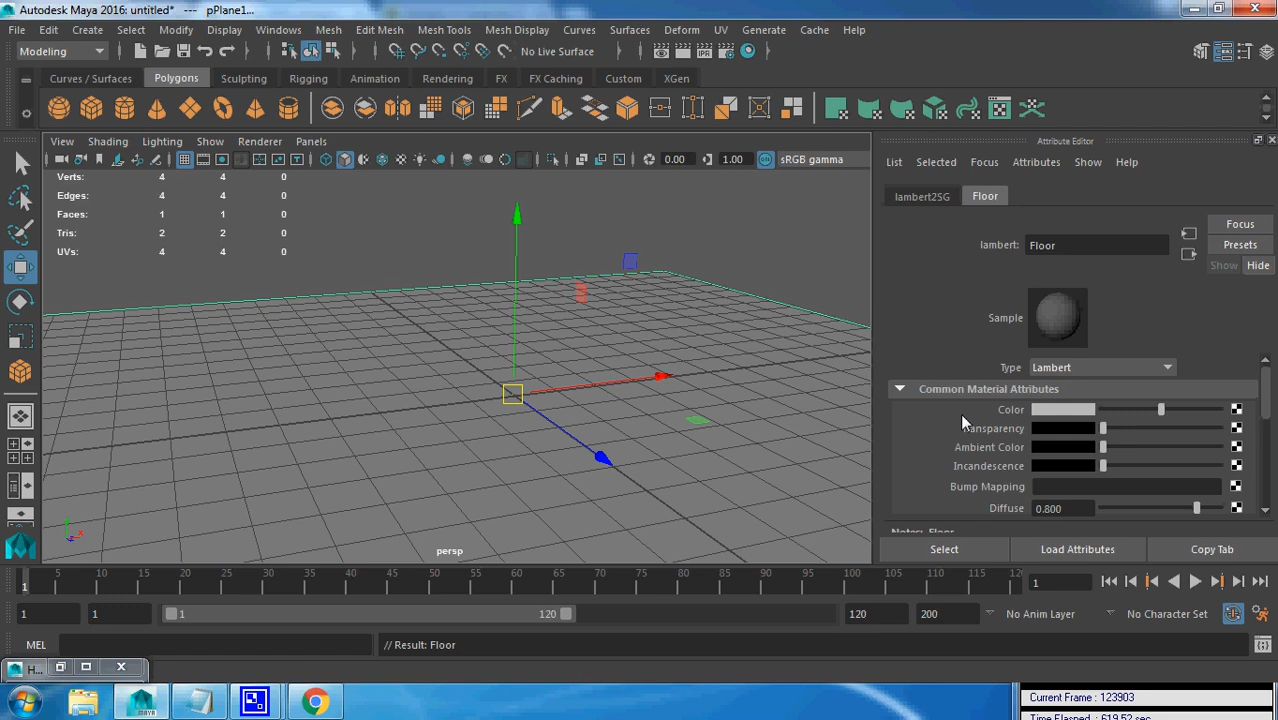 Autodesk Maya 2016: untitled* --- pPlane1...
File Edit Create Select Modify Display Windows Mesh Edit Mesh Mesh Tools Mesh Display Curves Surfaces Deform UV Generate Cache Help
Modeling No Live Surface
Curves / Surfaces Polygons Sculpting Rigging Animation Rendering FX FX Caching Custom XGen
View Shading Lighting Show Renderer Panels
0.00 1.00 sRGB gamma
Verts: 4 4 0
Edges: 4 4 0
Faces: 1 1 0
Tris: 2 2 0
UVs: 4 4 0
persp
Attribute Editor
List Selected Focus Attributes Show Help
lambert2SG Floor
Focus
lambert: Floor
Presets
Show Hide
Sample
Type Lambert
Common Material Attributes
Color
ansparency
Ambient Color
Incandescence
Bump Mapping
Diffuse 0.800
Notes: Floor
Select Load Attributes Copy Tab
1 5 10 15 20 25 30 35 40 45 50 55 60 65 70 75 80 85 90 95 100 105 110 115 12
1
1 1 1 120 120 200 No Anim Layer No Character Set
MEL // Result: Floor
H...
MAYA
Current Frame : 123903
Time Elapsed : 619.52 sec